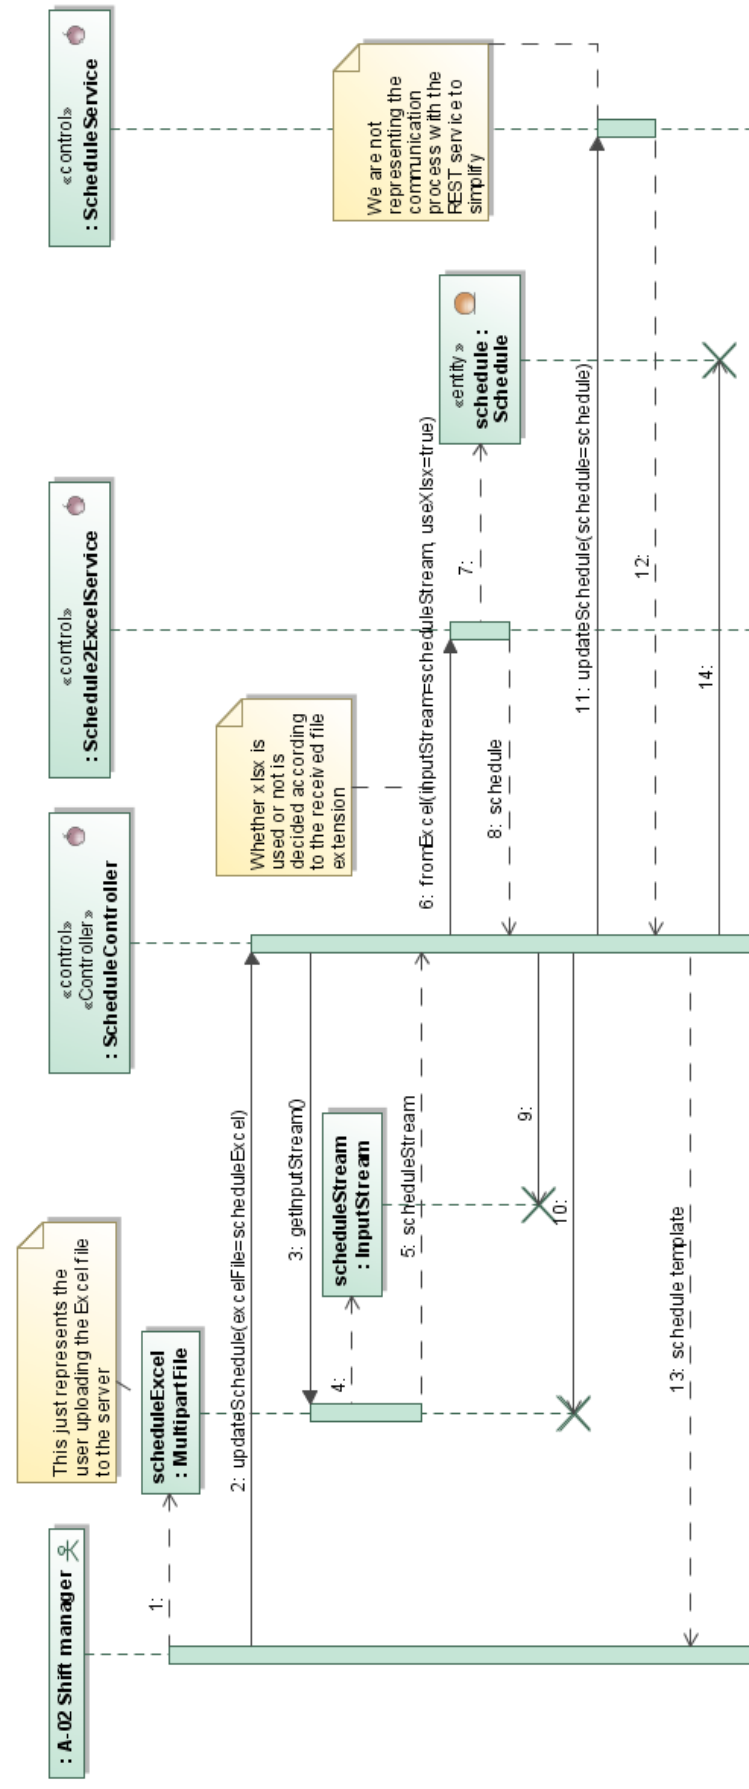 : A-02 Shift manager
This just represents the
user uploading the Excel file
to the server
scheduleExcel
: MultipartFile
scheduleStream
: InputStream
«control»
«Controller»
: ScheduleController
Whether xlsx is
used or not is
decided according
to the received file
extension
«control»
: Schedule2ExcelService
«entity»
schedule :
Schedule
«control»
: ScheduleService
We are not
representing the
communication
process with the
REST service to
simplify
1:
2: updateSchedule(excelFile=scheduleExcel)
3: getInputStream()
4:
5: scheduleStream
6: fromExcel(inputStream=scheduleStream, useXlsx=true)
7:
8: schedule
9:
10:
11: updateSchedule(schedule=schedule)
12:
13: schedule template
14: